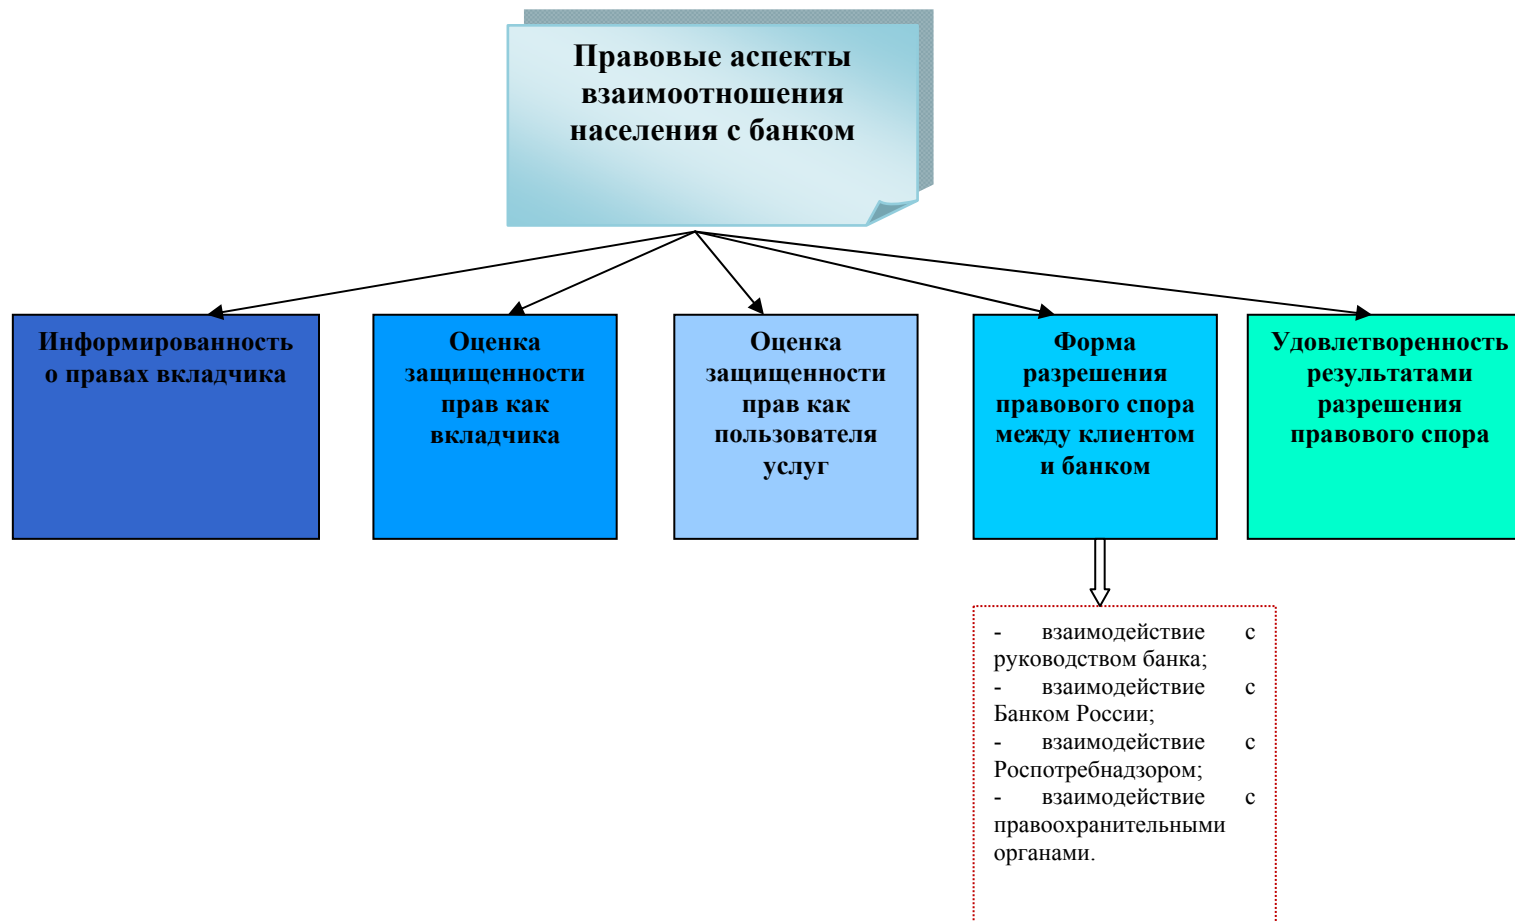 Правовые аспекты
взаимоотношения
населения с банком
Информированность
о правах вкладчика
Оценка
защищенности
прав как
вкладчика
Оценка
защищенности
прав как
пользователя
услуг
Форма
разрешения
правового спора
между клиентом
и банком
Удовлетворенность
результатами
разрешения
правового спора
- взаимодействие с
руководством банка;
- взаимодействие с
Банком России;
- взаимодействие с
Роспотребнадзором;
- взаимодействие с
правоохранительными
органами.